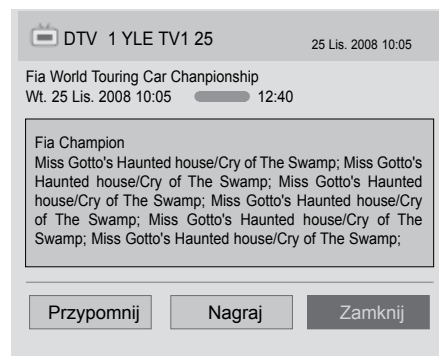 DTV 1 YLE TV1 25 25 Lis. 2008 10:05
Fia World Touring Car Chanpionship
Wt. 25 Lis. 2008 10:05 12:40
Fia Champion
Miss Gotto's Haunted house/Cry of The Swamp; Miss Gotto's
Haunted house/Cry of The Swamp; Miss Gotto's Haunted
house/Cry of The Swamp; Miss Gotto's Haunted house/Cry
of The Swamp; Miss Gotto's Haunted house/Cry of The
Swamp; Miss Gotto's Haunted house/Cry of The Swamp;
Przypomnij Nagraj Zamknij